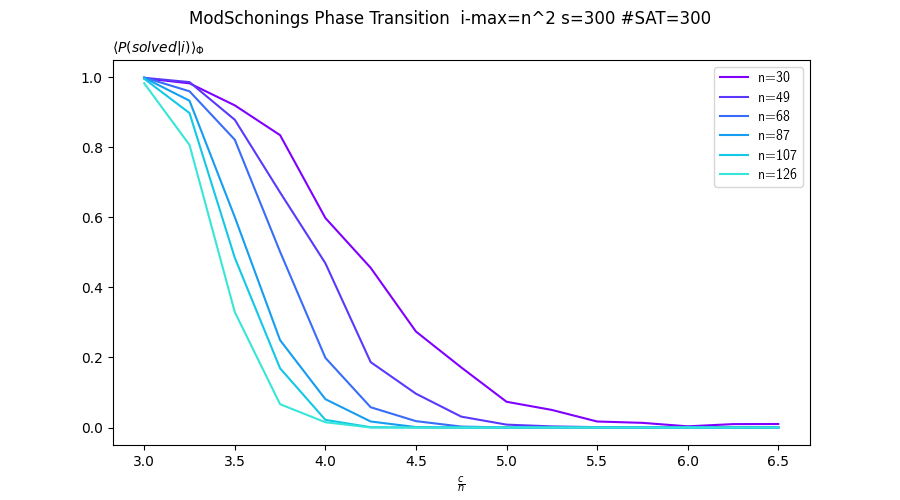 ModSchonings Phase Transition  i-max=n^2 s=300 #SAT=300
⟨P(solved|i)⟩Φ
1.0
0.8
0.6
0.4
0.2
0.0
n=30
n=49
n=68
n=87
n=107
n=126
3.0 3.5 4.0 4.5 5.0 5.5 6.0 6.5
c/n